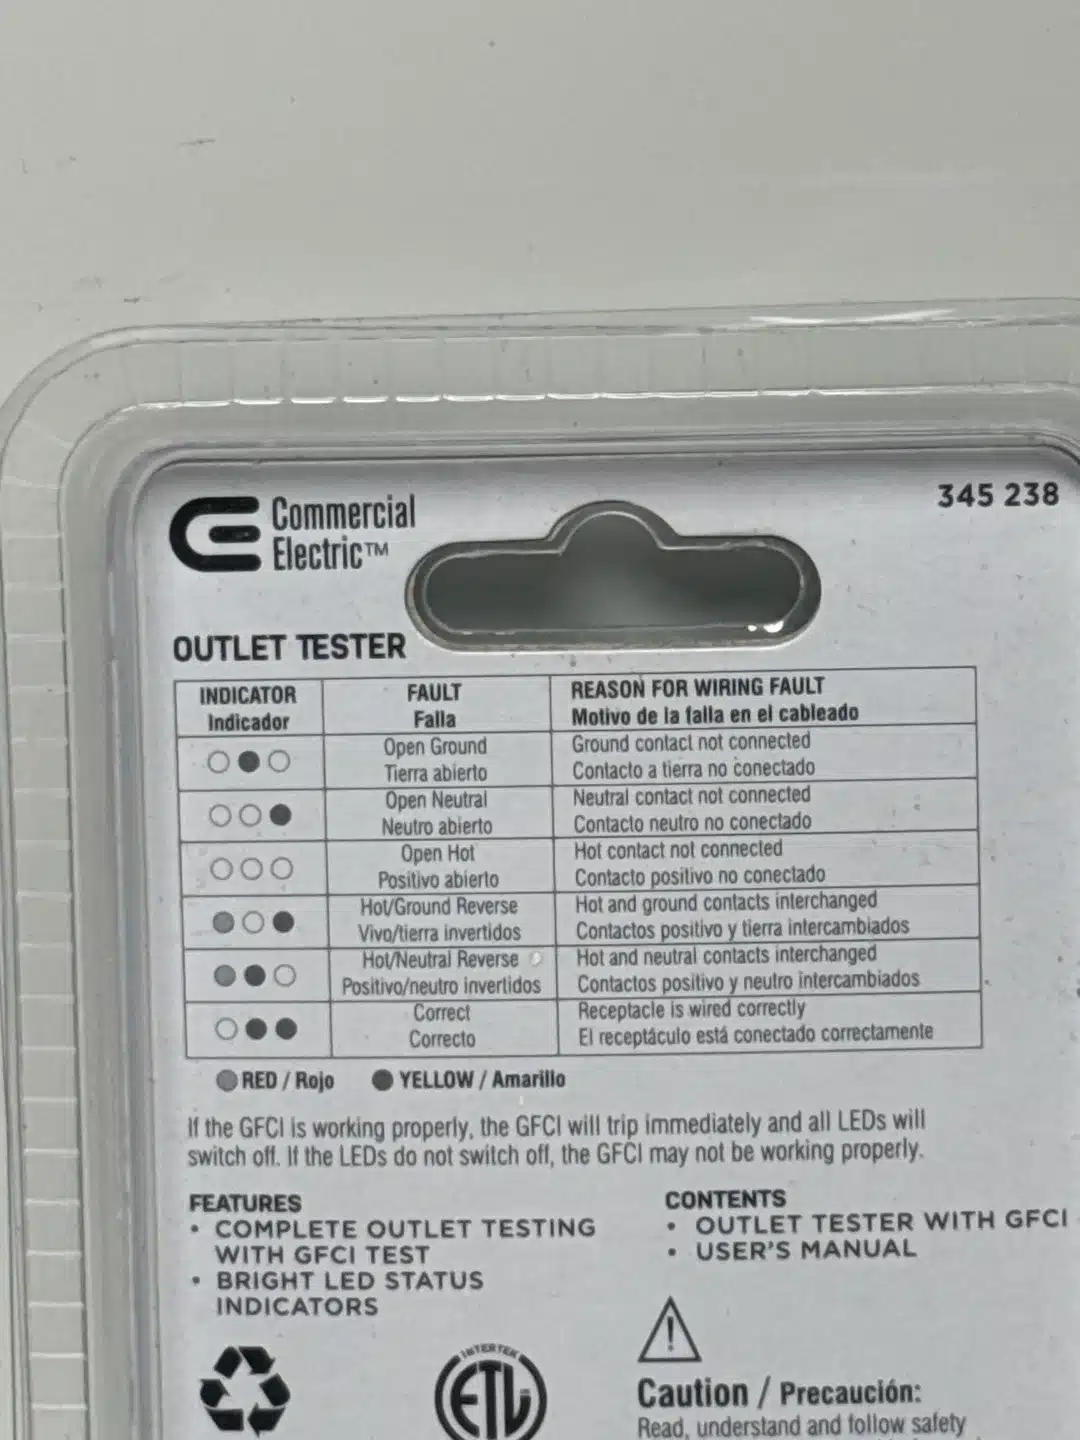 Commercial
Electric™
345 238
OUTLET TESTER
INDICATOR
Indicador
FAULT
Falla
REASON FOR WIRING FAULT
Motivo de la falla en el cableado
Open Ground
Tierra abierto
Ground contact not connected
Contacto a tierra no conectado
Open Neutral
Neutro abierto
Neutral contact not connected
Contacto neutro no conectado
Open Hot
Positivo abierto
Hot contact not connected
Contacto positivo no conectado
Hot/Ground Reverse
Vivo/tierra invertidos
Hot and ground contacts interchanged
Contactos positivo y tierra intercambiados
Hot/Neutral Reverse
Positivo/neutro invertidos
Hot and neutral contacts interchanged
Contactos positivo y neutro intercambiados
Correct
Correcto
Receptacle is wired correctly
El receptáculo está conectado correctamente
RED / Rojo
YELLOW / Amarillo
If the GFCI is working properly, the GFCI will trip immediately and all LEDs will
switch off. If the LEDs do not switch off, the GFCI may not be working properly.
FEATURES
• COMPLETE OUTLET TESTING
WITH GFCI TEST
• BRIGHT LED STATUS
INDICATORS
CONTENTS
• OUTLET TESTER WITH GFCI
• USER'S MANUAL
INTERTEK
ETL
Caution / Precaución:
Read, understand and follow safety